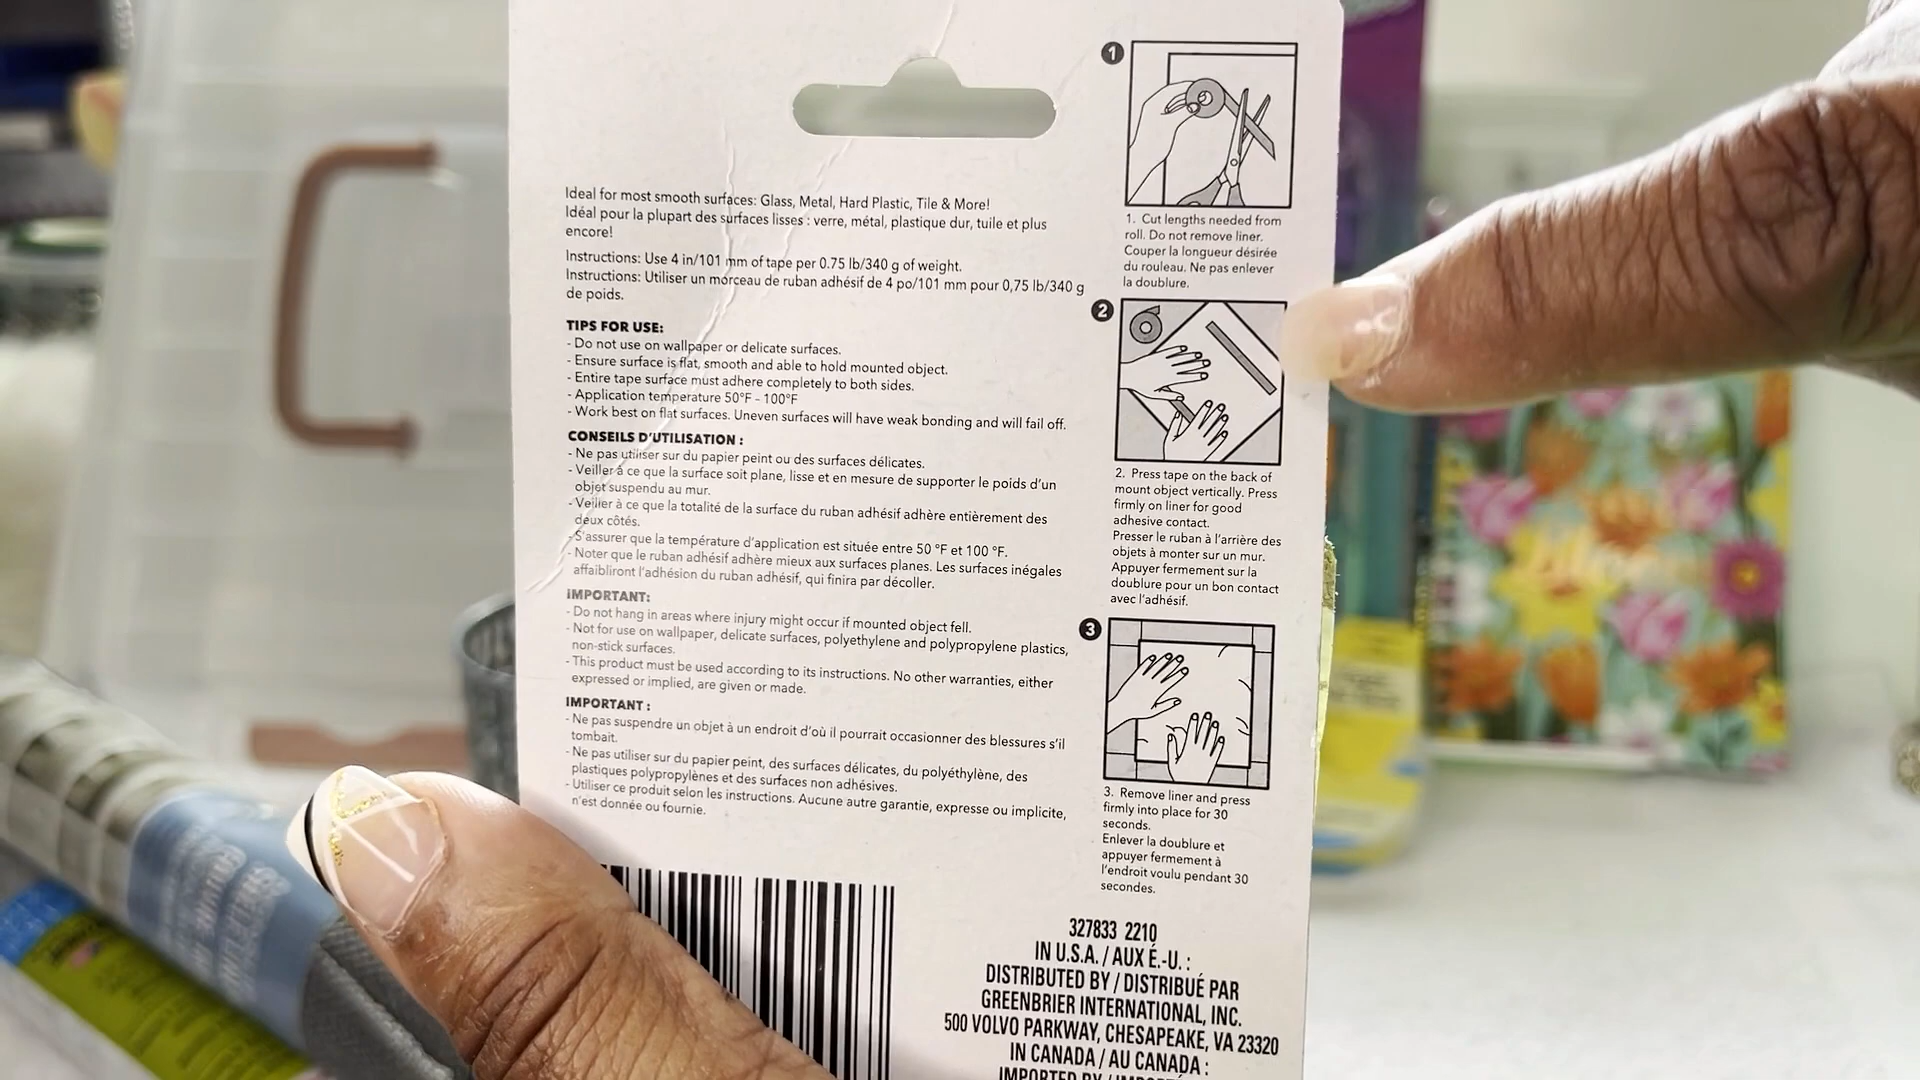 Ideal for most smooth surfaces: Glass, Metal, Hard Plastic, Tile & More!
Idéal pour la plupart des surfaces lisses : verre, métal, plastique dur, tuile et plus
encore!
Instructions: Use 4 in/101 mm of tape per 0.75 lb/340 g of weight.
Instructions: Utiliser un morceau de ruban adhésif de 4 po/101 mm pour 0,75 lb/340 g
de poids.
TIPS FOR USE:
- Do not use on wallpaper or delicate surfaces.
- Ensure surface is flat, smooth and able to hold mounted object.
- Entire tape surface must adhere completely to both sides.
- Application temperature 50°F - 100°F
- Work best on flat surfaces. Uneven surfaces will have weak bonding and will fail off.
CONSEILS D'UTILISATION :
- Ne pas utiliser sur du papier peint ou des surfaces délicates.
- Veiller à ce que la surface soit plane, lisse et en mesure de supporter le poids d'un
objet suspendu au mur.
- Veiller à ce que la totalité de la surface du ruban adhésif adhère entièrement des
deux côtés.
- S'assurer que la température d'application est située entre 50 °F et 100 °F.
- Noter que le ruban adhésif adhère mieux aux surfaces planes. Les surfaces inégales
affaibliront l'adhésion du ruban adhésif, qui finira par décoller.
IMPORTANT:
- Do not hang in areas where injury might occur if mounted object fell.
- Not for use on wallpaper, delicate surfaces, polyethylene and polypropylene plastics,
non-stick surfaces.
- This product must be used according to its instructions. No other warranties, either
expressed or implied, are given or made.
IMPORTANT :
- Ne pas suspendre un objet à un endroit d'où il pourrait occasionner des blessures s'il
tombait.
- Ne pas utiliser sur du papier peint, des surfaces délicates, du polyéthylène, des
plastiques polypropylènes et des surfaces non adhésives.
- Utiliser ce produit selon les instructions. Aucune autre garantie, expresse ou implicite,
n'est donnée ou fournie.
1
1. Cut lengths needed from
roll. Do not remove liner.
Couper la longueur désirée
du rouleau. Ne pas enlever
la doublure.
2
2. Press tape on the back of
mount object vertically. Press
firmly on liner for good
adhesive contact.
Presser le ruban à l'arrière des
objets à monter sur un mur.
Appuyer fermement sur la
doublure pour un bon contact
avec l'adhésif.
3
3. Remove liner and press
firmly into place for 30
seconds.
Enlever la doublure et
appuyer fermement à
l'endroit voulu pendant 30
secondes.
327833 2210
IN U.S.A. / AUX É.-U. :
DISTRIBUTED BY / DISTRIBUÉ PAR
GREENBRIER INTERNATIONAL, INC.
500 VOLVO PARKWAY, CHESAPEAKE, VA 23320
IN CANADA / AU CANADA :
IMPORTED BY /